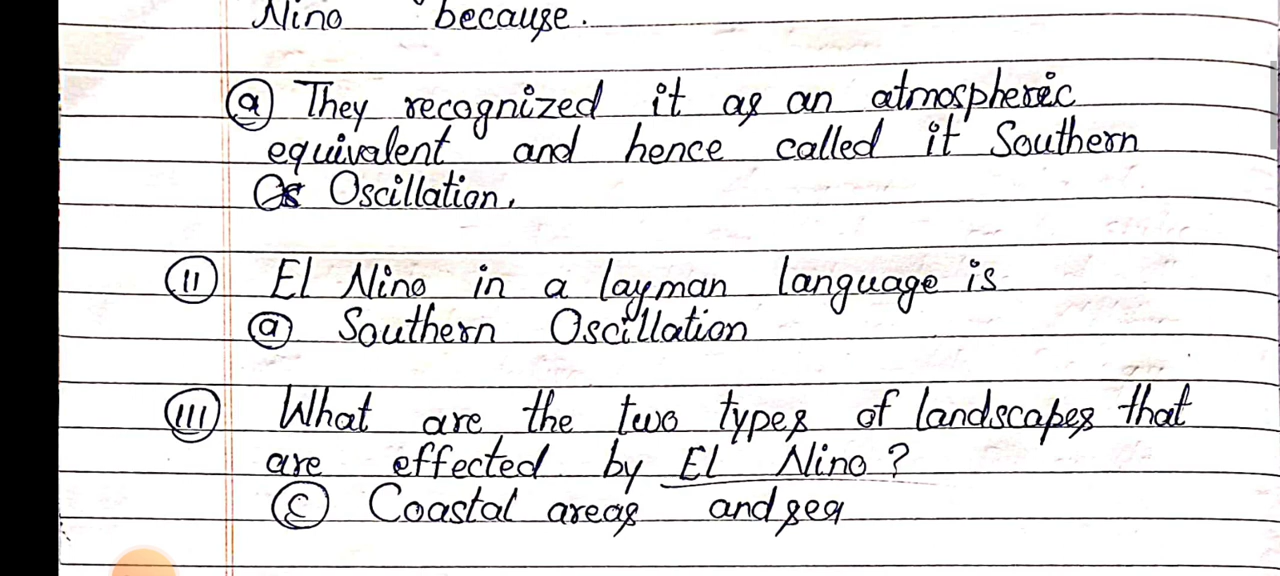 Nino because.
(a) They recognized it as an atmospheric
equivalent and hence called it Southern
Oscillation.
(II) El Nino in a layman language is
(a) Southern Oscillation
(III) What are the two types of landscapes that
are effected by El Nino?
(c) Coastal areas and sea